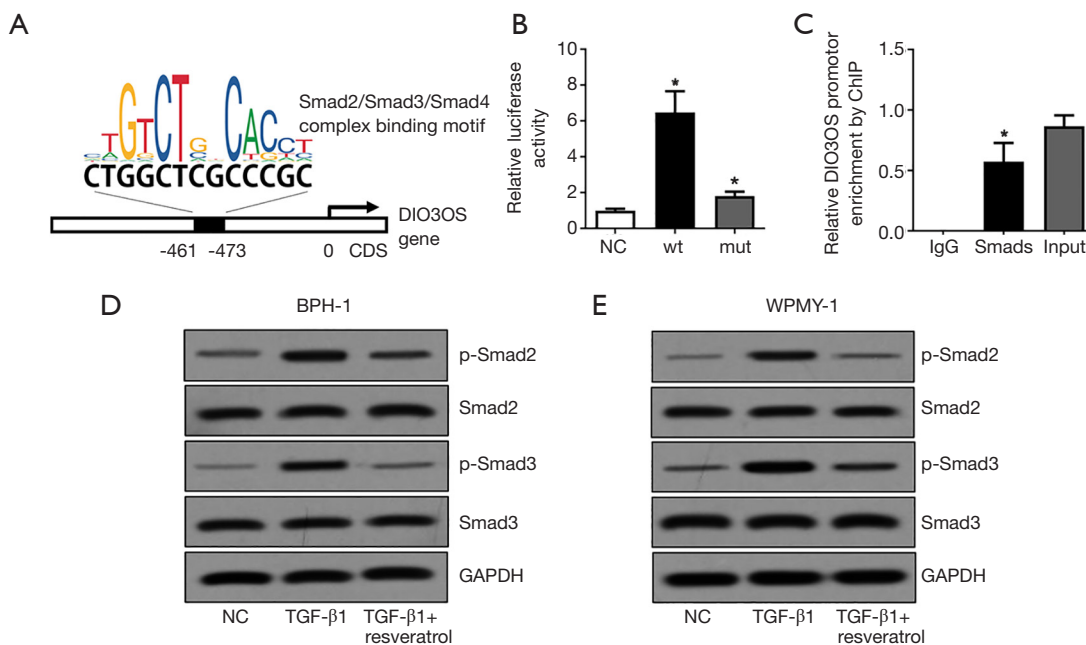 A
TGTCTGCACCT
Smad2/Smad3/Smad4
complex binding motif
CTGGCTCGCCCGC
DIO3OS
gene
-461
-473
0
CDS
B
Relative luciferase
activity
10
8
6
4
2
0
*
*
NC
wt
mut
C
Relative DIO3OS promotor
enrichment by ChIP
1.5
1.0
0.5
0.0
*
IgG
Smads
Input
D
BPH-1
p-Smad2
Smad2
p-Smad3
Smad3
GAPDH
NC
TGF-β1
TGF-β1+
resveratrol
E
WPMY-1
p-Smad2
Smad2
p-Smad3
Smad3
GAPDH
NC
TGF-β1
TGF-β1+
resveratrol